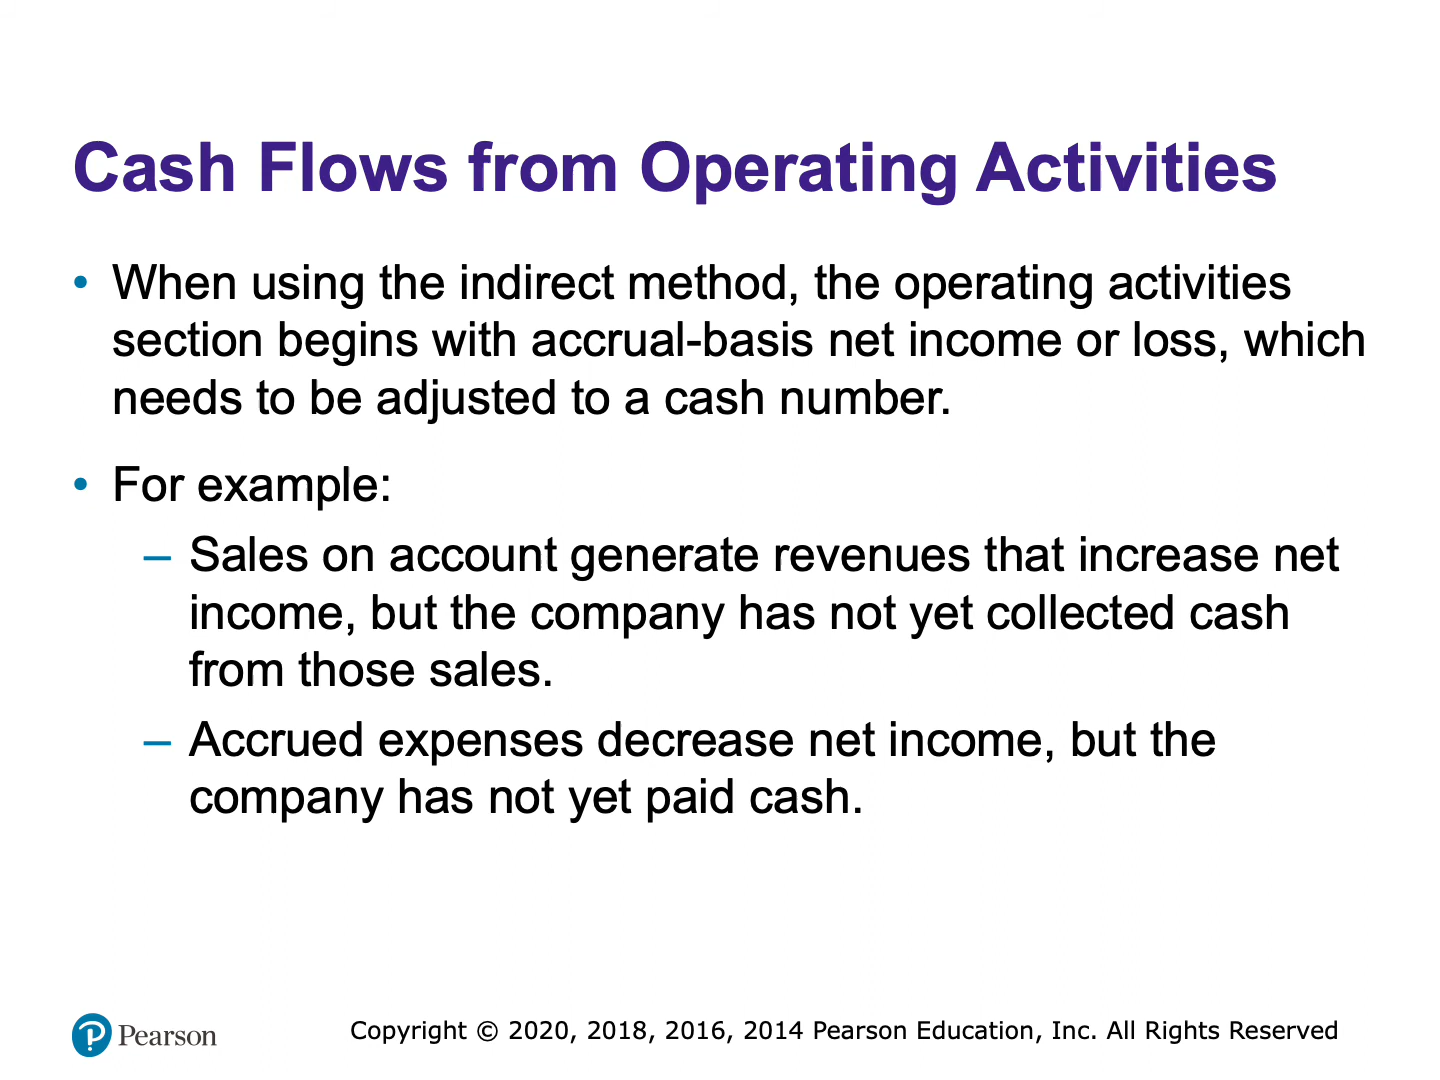 Cash Flows from Operating Activities
• When using the indirect method, the operating activities
section begins with accrual-basis net income or loss, which
needs to be adjusted to a cash number.
• For example:
– Sales on account generate revenues that increase net
income, but the company has not yet collected cash
from those sales.
– Accrued expenses decrease net income, but the
company has not yet paid cash.
Pearson
Copyright © 2020, 2018, 2016, 2014 Pearson Education, Inc. All Rights Reserved